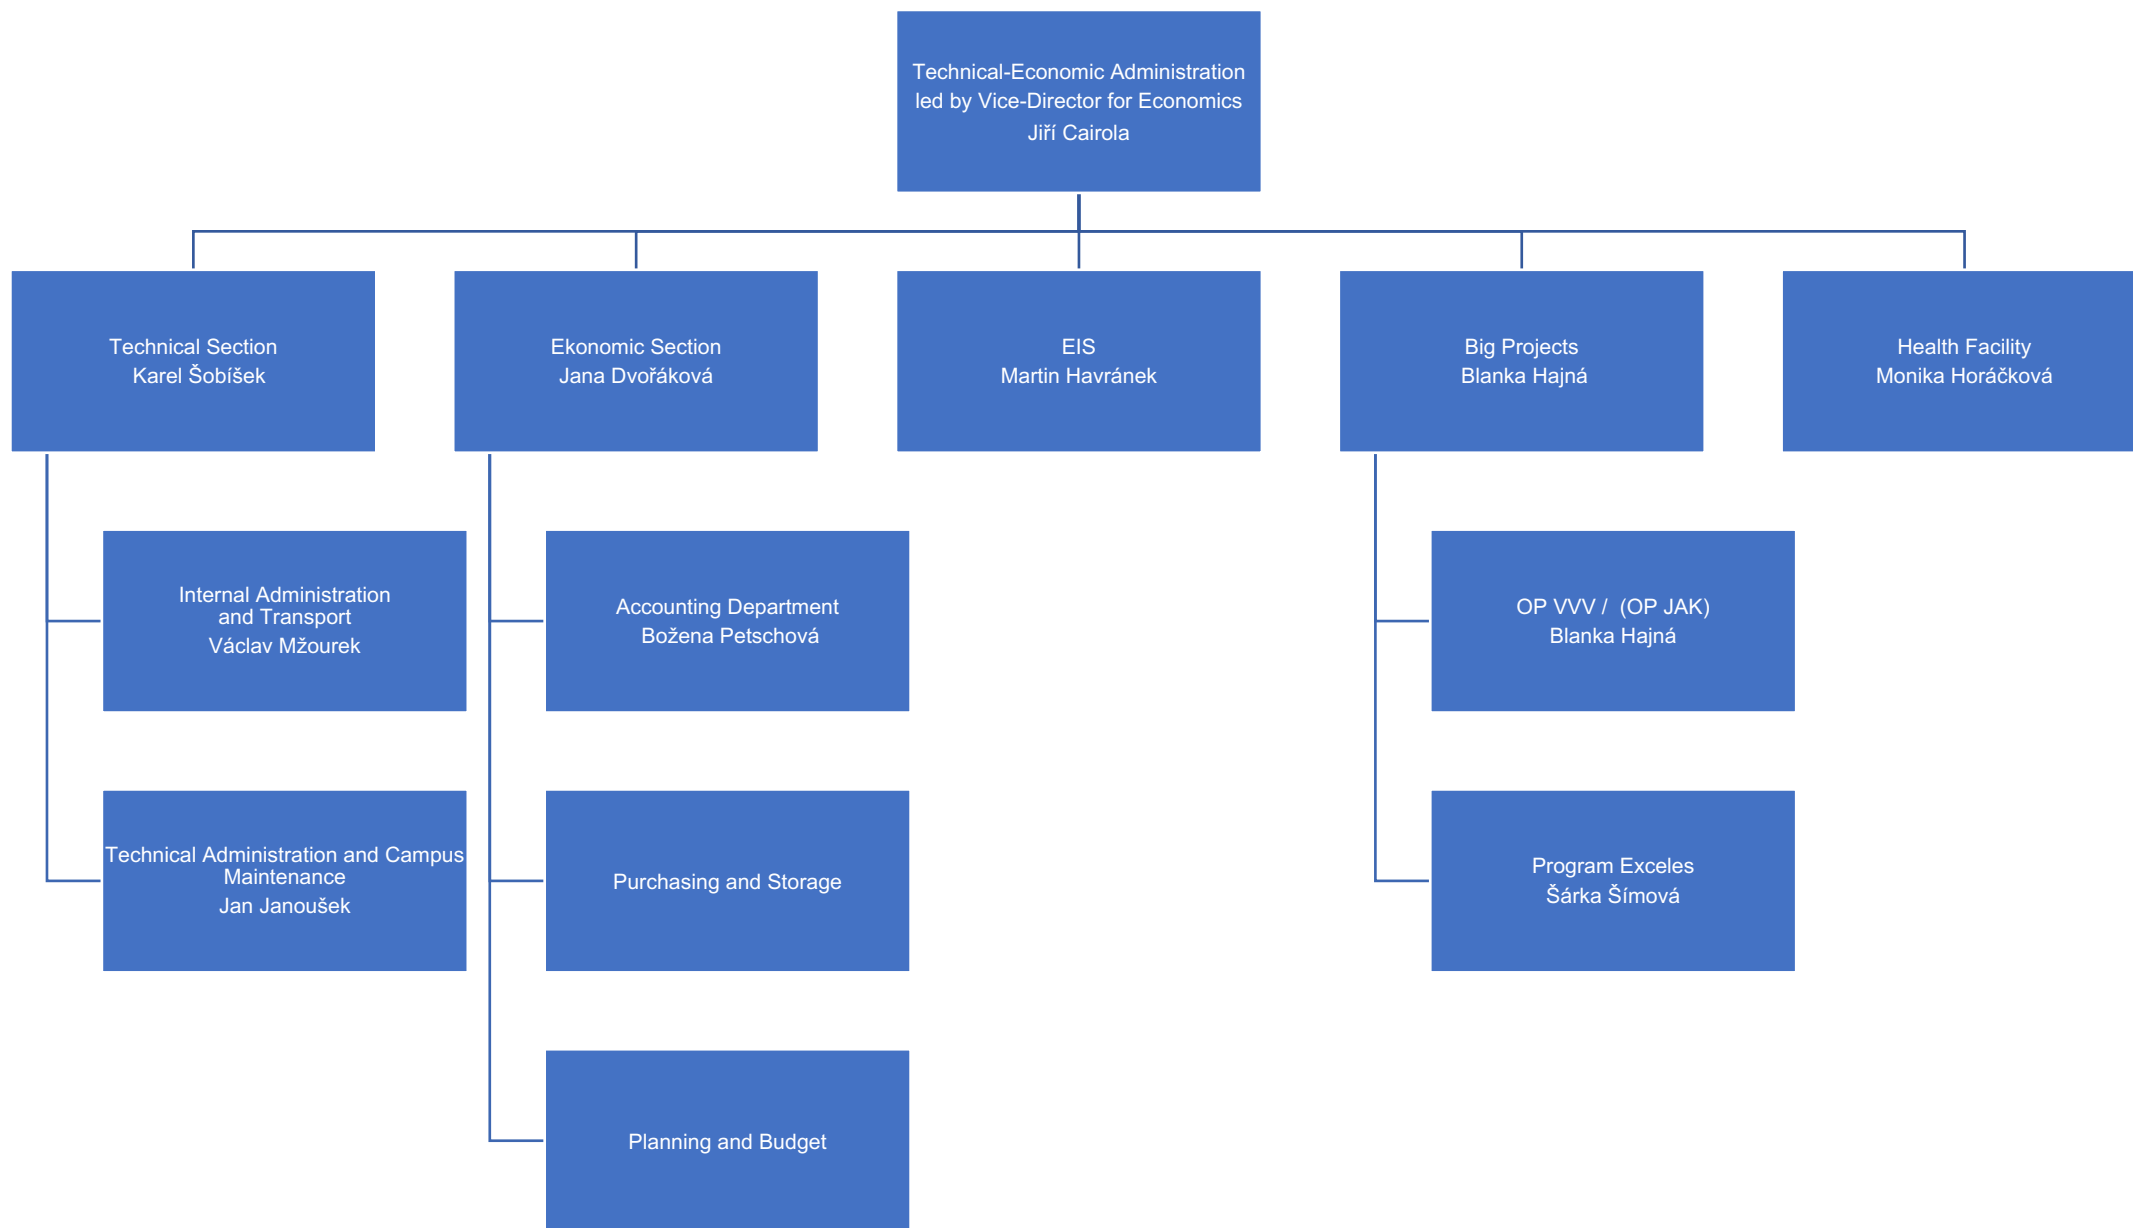 Technical-Economic Administration
led by Vice-Director for Economics
Jiří Cairola
Technical Section
Karel Šobíšek
Ekonomic Section
Jana Dvořáková
EIS
Martin Havránek
Big Projects
Blanka Hajná
Health Facility
Monika Horáčková
Internal Administration
and Transport
Václav Mžourek
Accounting Department
Božena Petschová
OP VVV /  (OP JAK)
Blanka Hajná
Technical Administration and Campus
Maintenance
Jan Janoušek
Purchasing and Storage
Program Exceles
Šárka Šímová
Planning and Budget